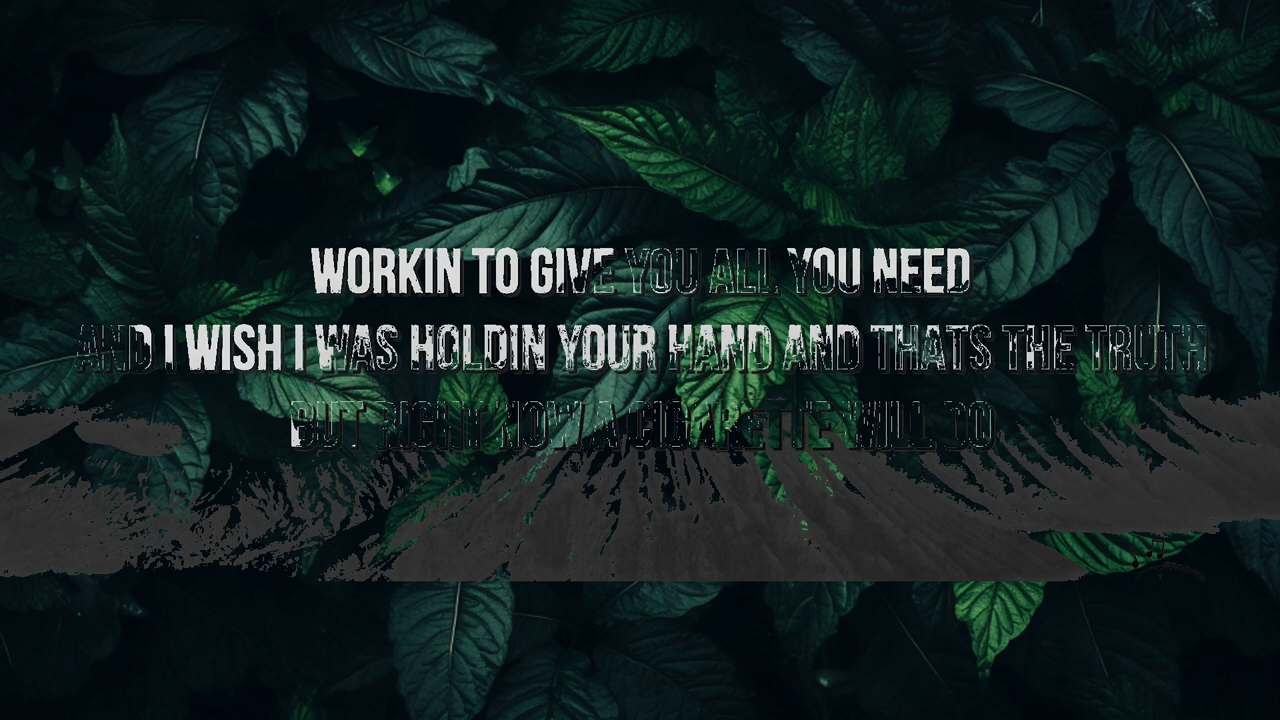 WORKIN TO GIVE YOU ALL YOU NEED
AND I WISH I WAS HOLDIN YOUR HAND AND THATS THE TRUTH
BUT RIGHT NOW A CIGARETTE WILL DO